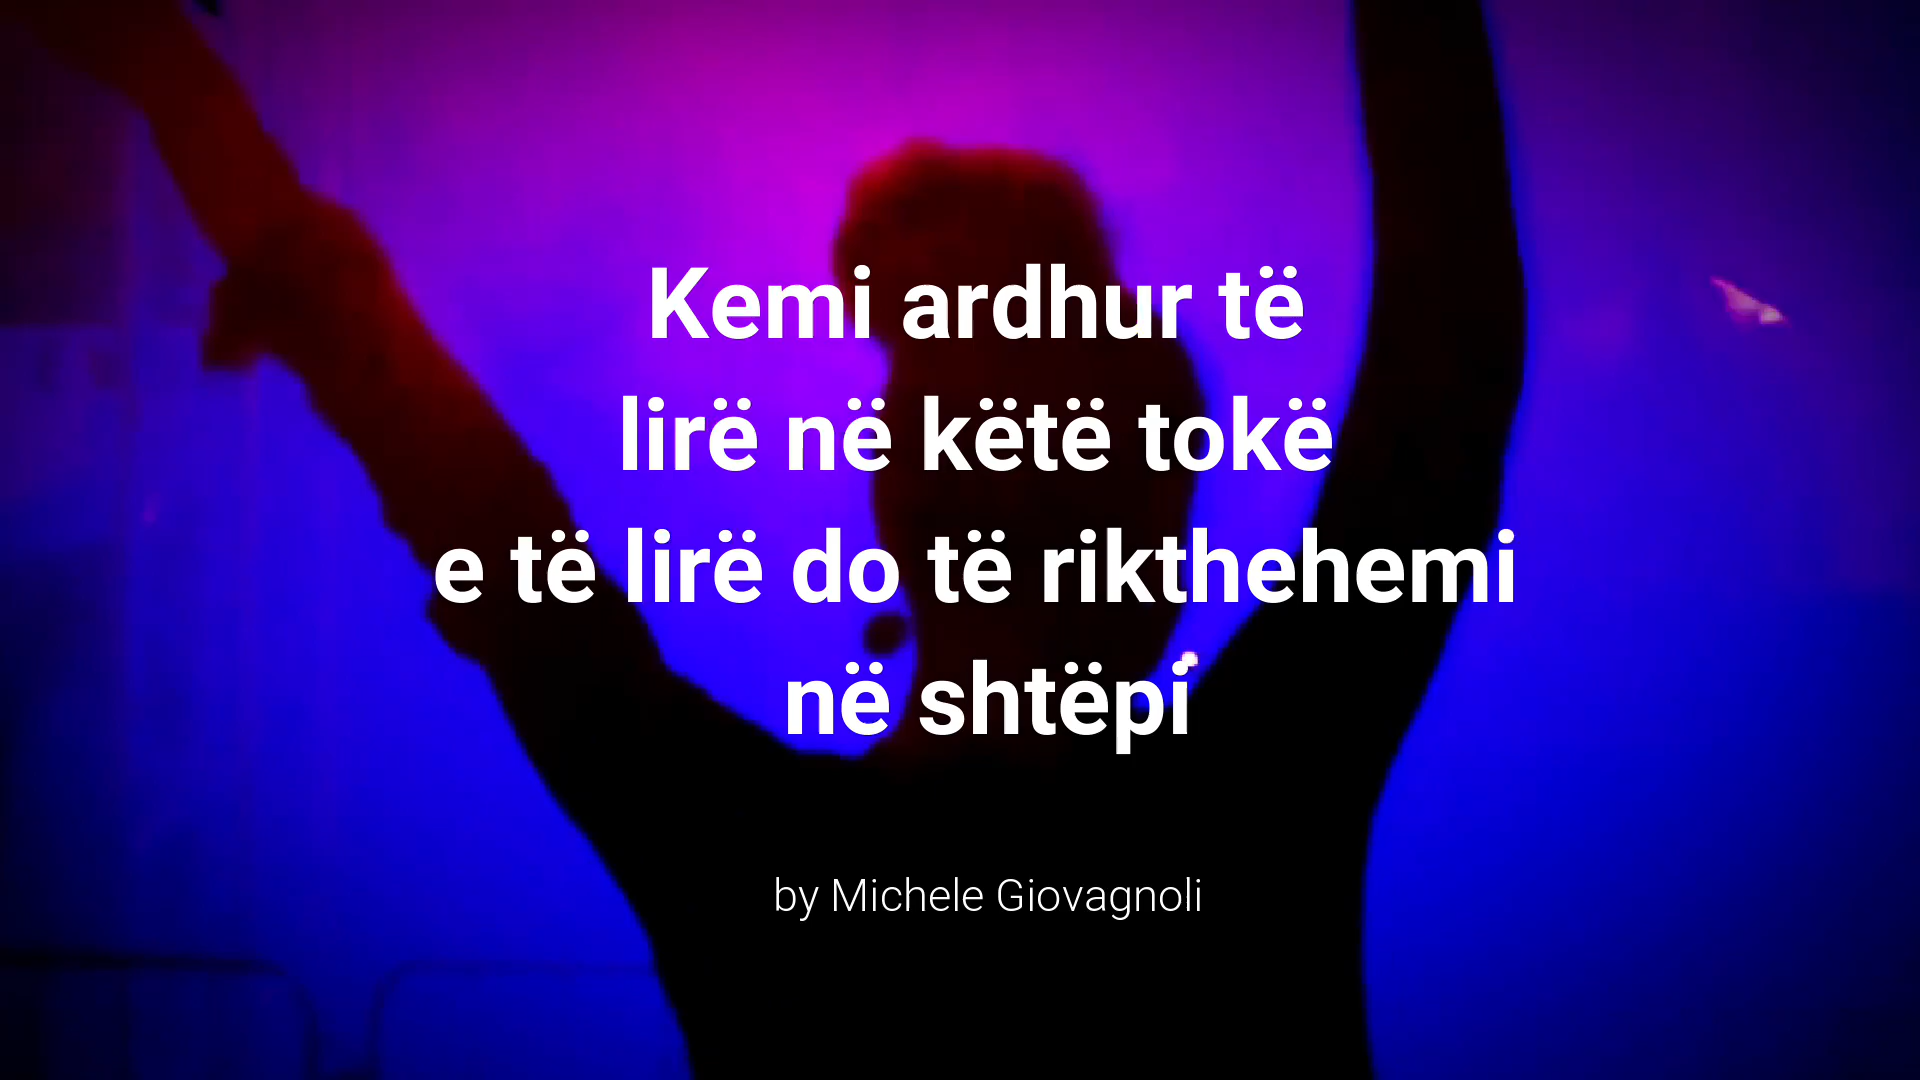 Kemi ardhur të
lirë në këtë tokë
e të lirë do të rikthehemi
në shtëpi
by Michele Giovagnoli